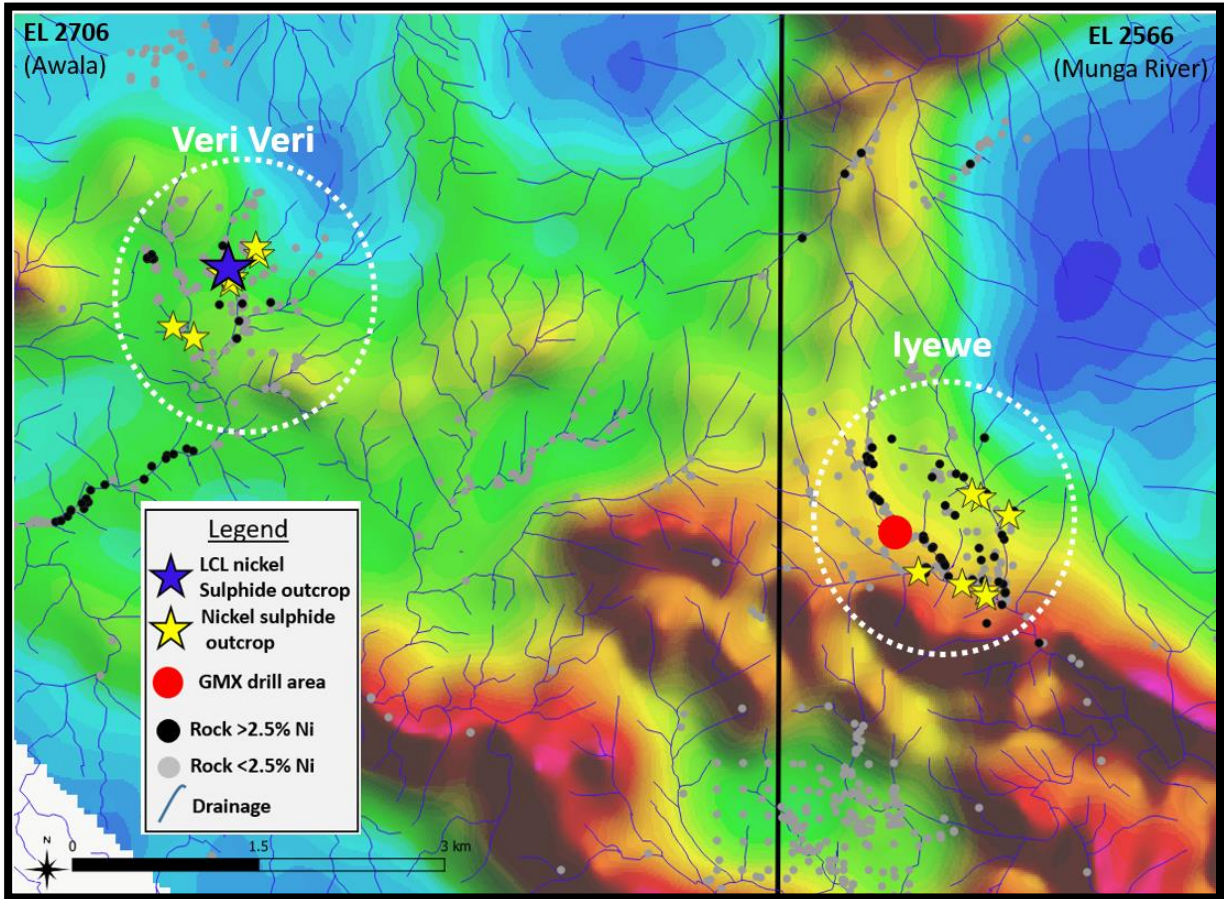 EL 2706
(Awala)
EL 2566
(Munga River)
Veri Veri
Iyewe
Legend
LCL nickel
Sulphide outcrop
Nickel sulphide
outcrop
GMX drill area
Rock >2.5% Ni
Rock <2.5% Ni
Drainage
N
0 1.5 3 km